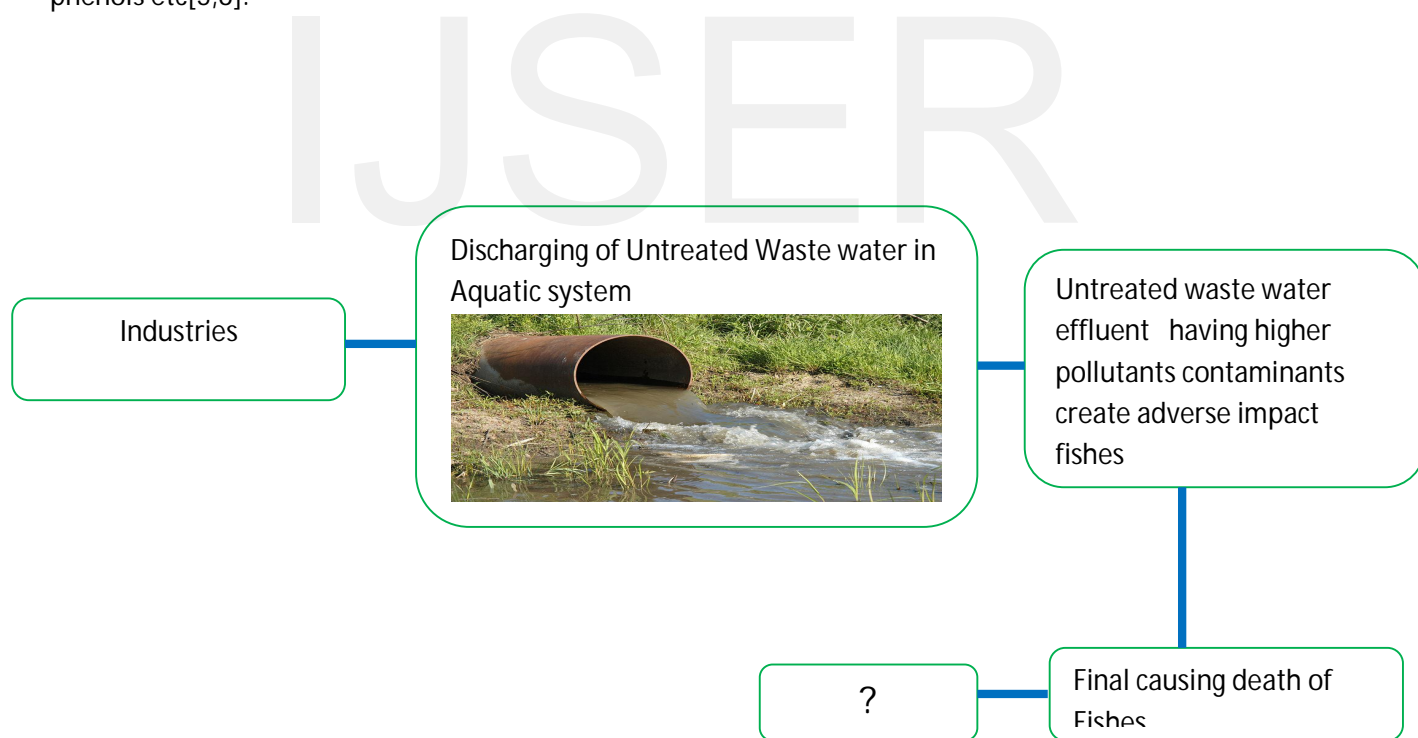 IJSER
Discharging of Untreated Waste water in
Aquatic system
Industries
Untreated waste water
effluent having higher
pollutants contaminants
create adverse impact
fishes
Final causing death of
Fishes
?